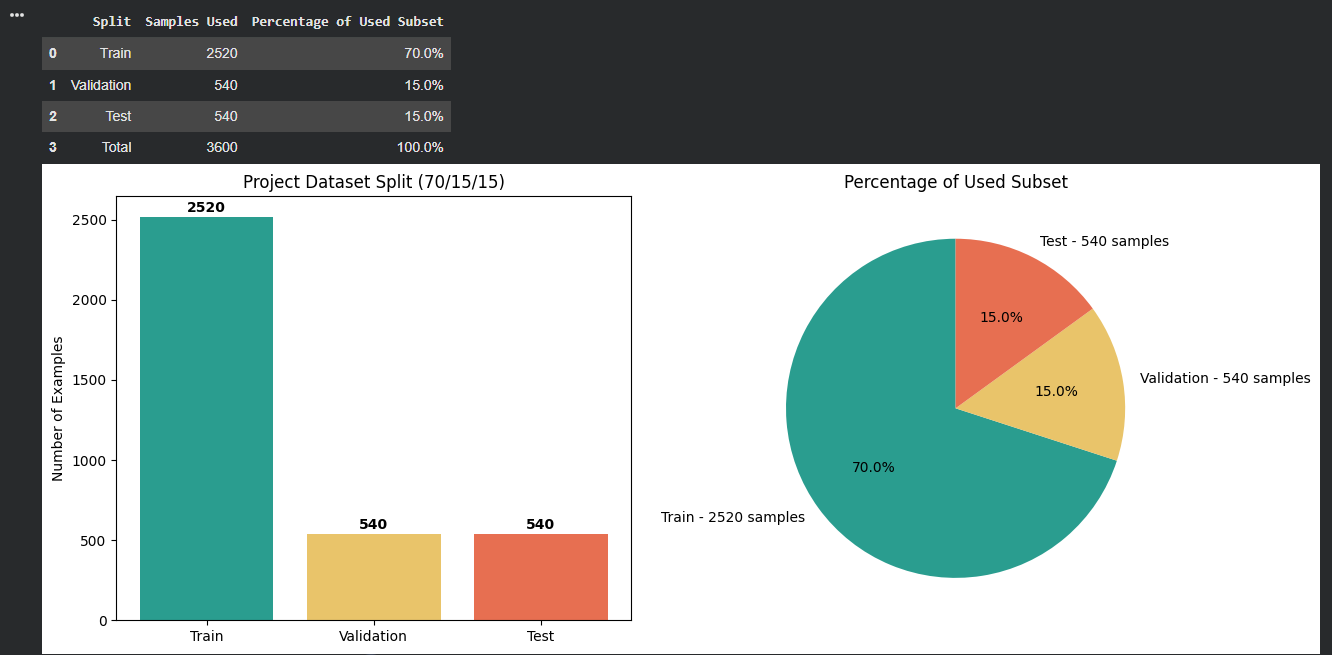 Split Samples Used Percentage of Used Subset
0 Train 2520 70.0%
1 Validation 540 15.0%
2 Test 540 15.0%
3 Total 3600 100.0%
Project Dataset Split (70/15/15)
Number of Examples
2500
2000
1500
1000
500
0
2520
540
540
Train
Validation
Test
Percentage of Used Subset
Test - 540 samples
15.0%
Validation - 540 samples
15.0%
70.0%
Train - 2520 samples